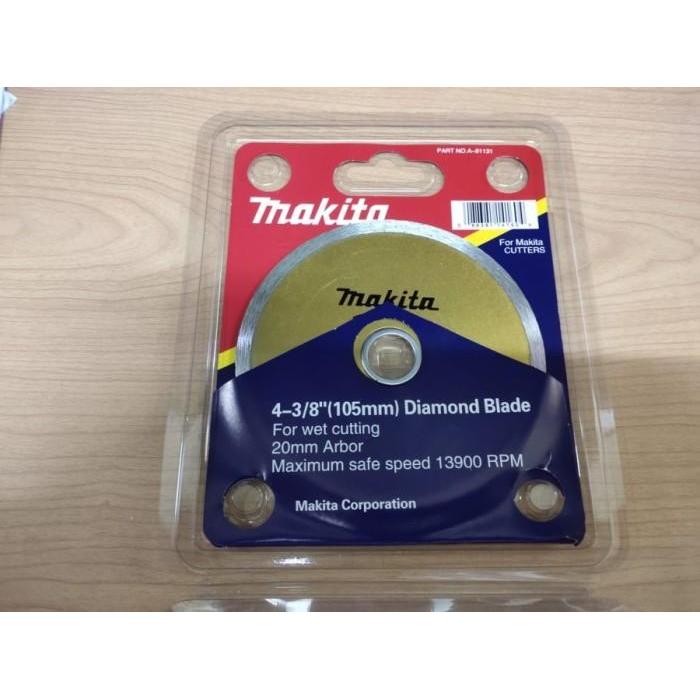 PART NO.A-81131
makita
For Makita
CUTTERS
makita
4-3/8"(105mm) Diamond Blade
For wet cutting
20mm Arbor
Maximum safe speed 13900 RPM
Makita Corporation